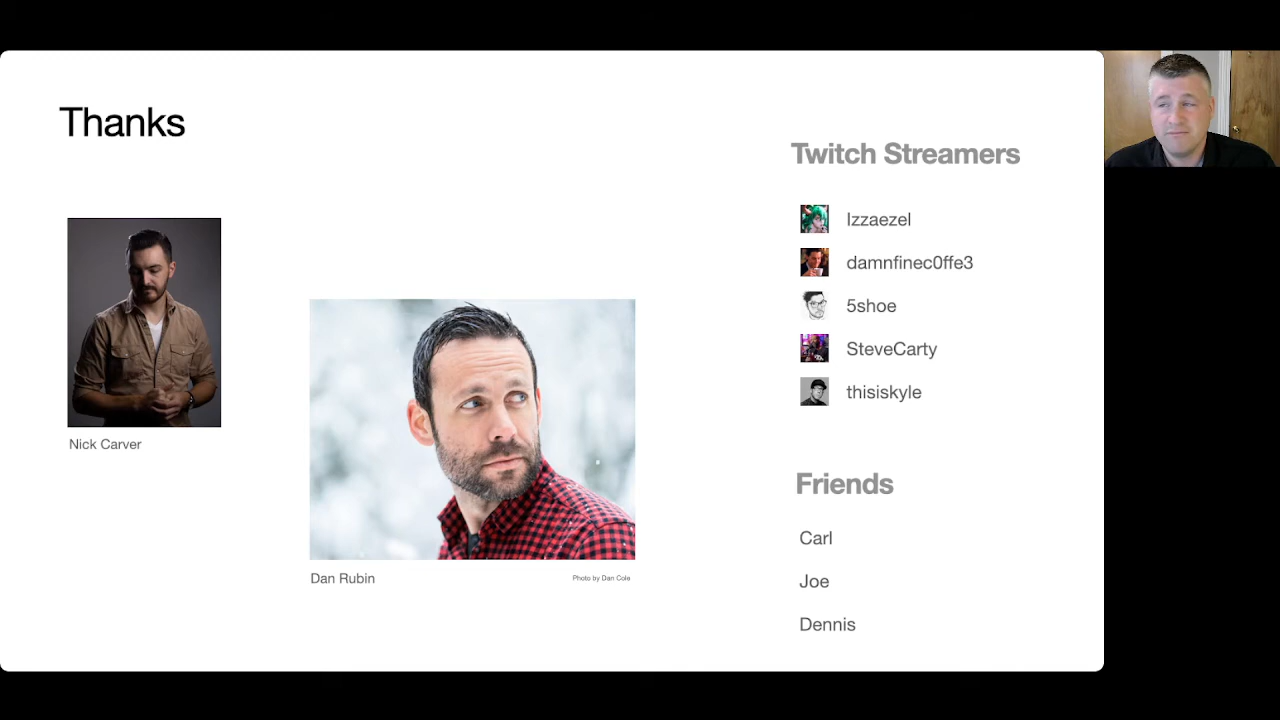 Thanks
Nick Carver
Dan Rubin
Photo by Dan Cole
Twitch Streamers
Izzaezel
damnfinec0ffe3
5shoe
SteveCarty
thisiskyle
Friends
Carl
Joe
Dennis